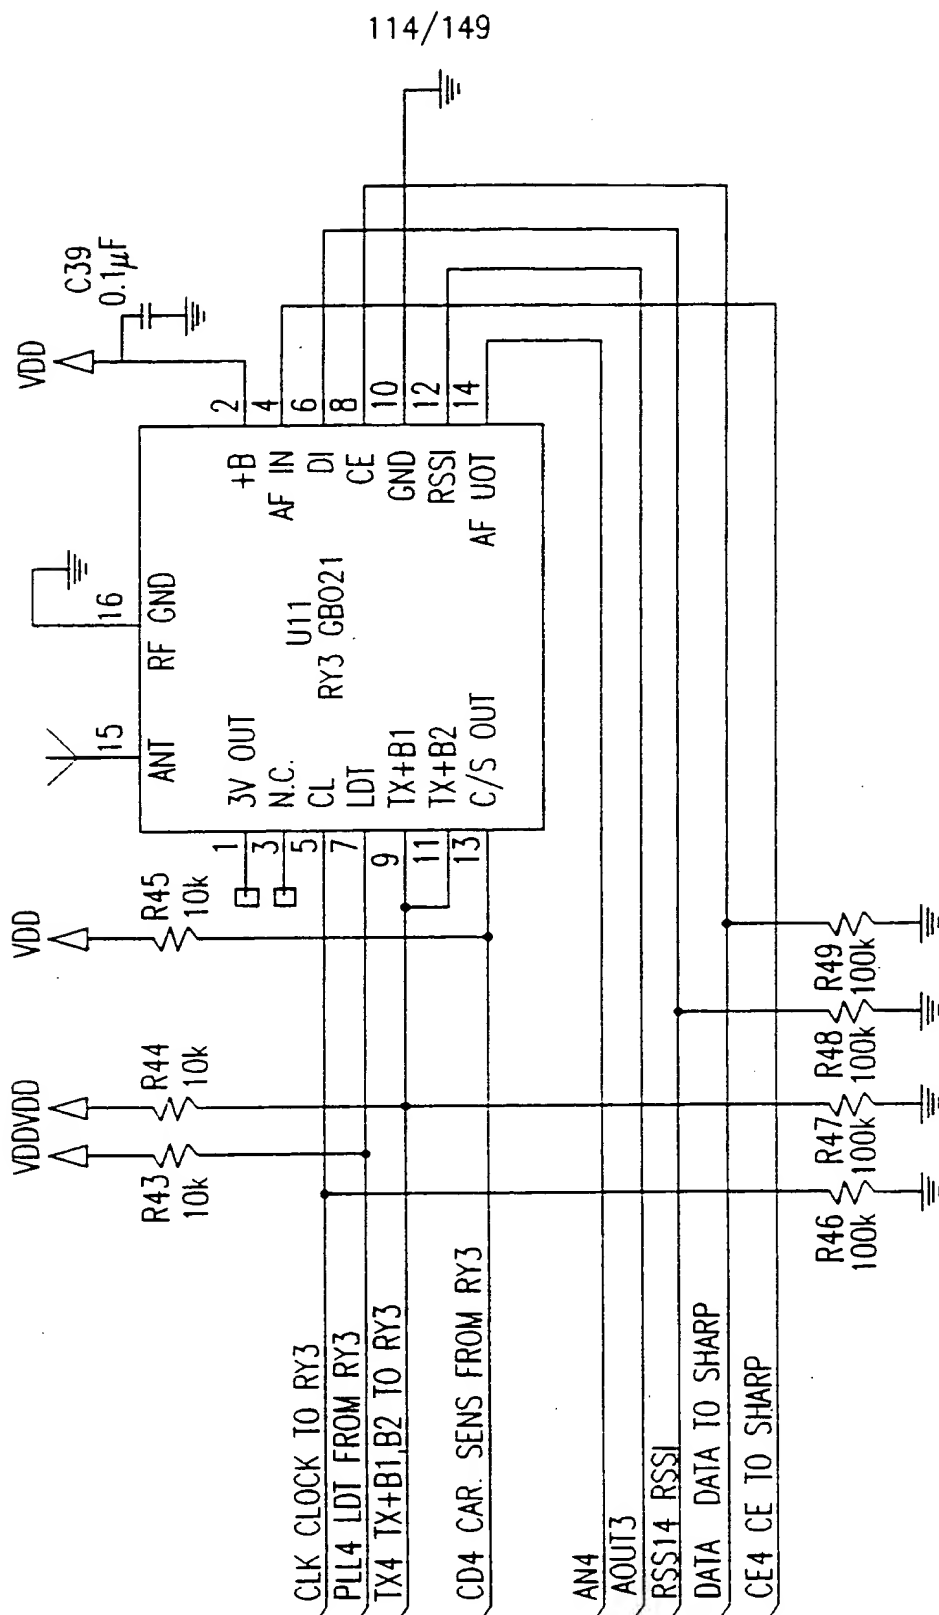 114/149
VDD
C39
0.1µF
2
4
6
8
10
12
14
+B
AF IN
DI
CE
GND
RSSI
AF UOT
16
RF GND
U11
RY3 GB021
15
ANT
3V OUT
N.C.
CL
LDT
TX+B1
TX+B2
C/S OUT
1
3
5
7
9
11
13
VDD
R45
10k
VDDVDD
R44
10k
R43
10k
R49
100k
R48
100k
R47
100k
R46
100k
CLK CLOCK TO RY3
PLL4 LDT FROM RY3
TX4 TX+B1,B2 TO RY3
CD4 CAR. SENS FROM RY3
AN4
AOUT3
RSS14 RSSI
DATA DATA TO SHARP
CE4 CE TO SHARP